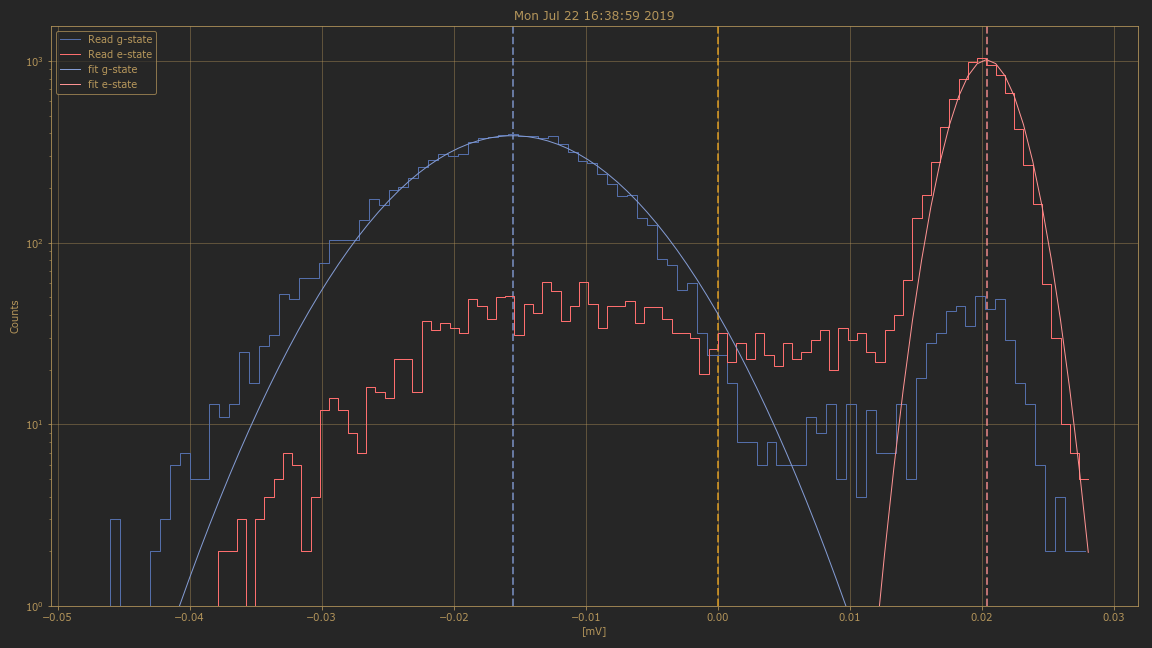 Mon Jul 22 16:38:59 2019
Read g-state
Read e-state
fit g-state
fit e-state
10³
10²
10¹
10⁰
Counts
−0.05 −0.04 −0.03 −0.02 −0.01 0.00 0.01 0.02 0.03
[mV]